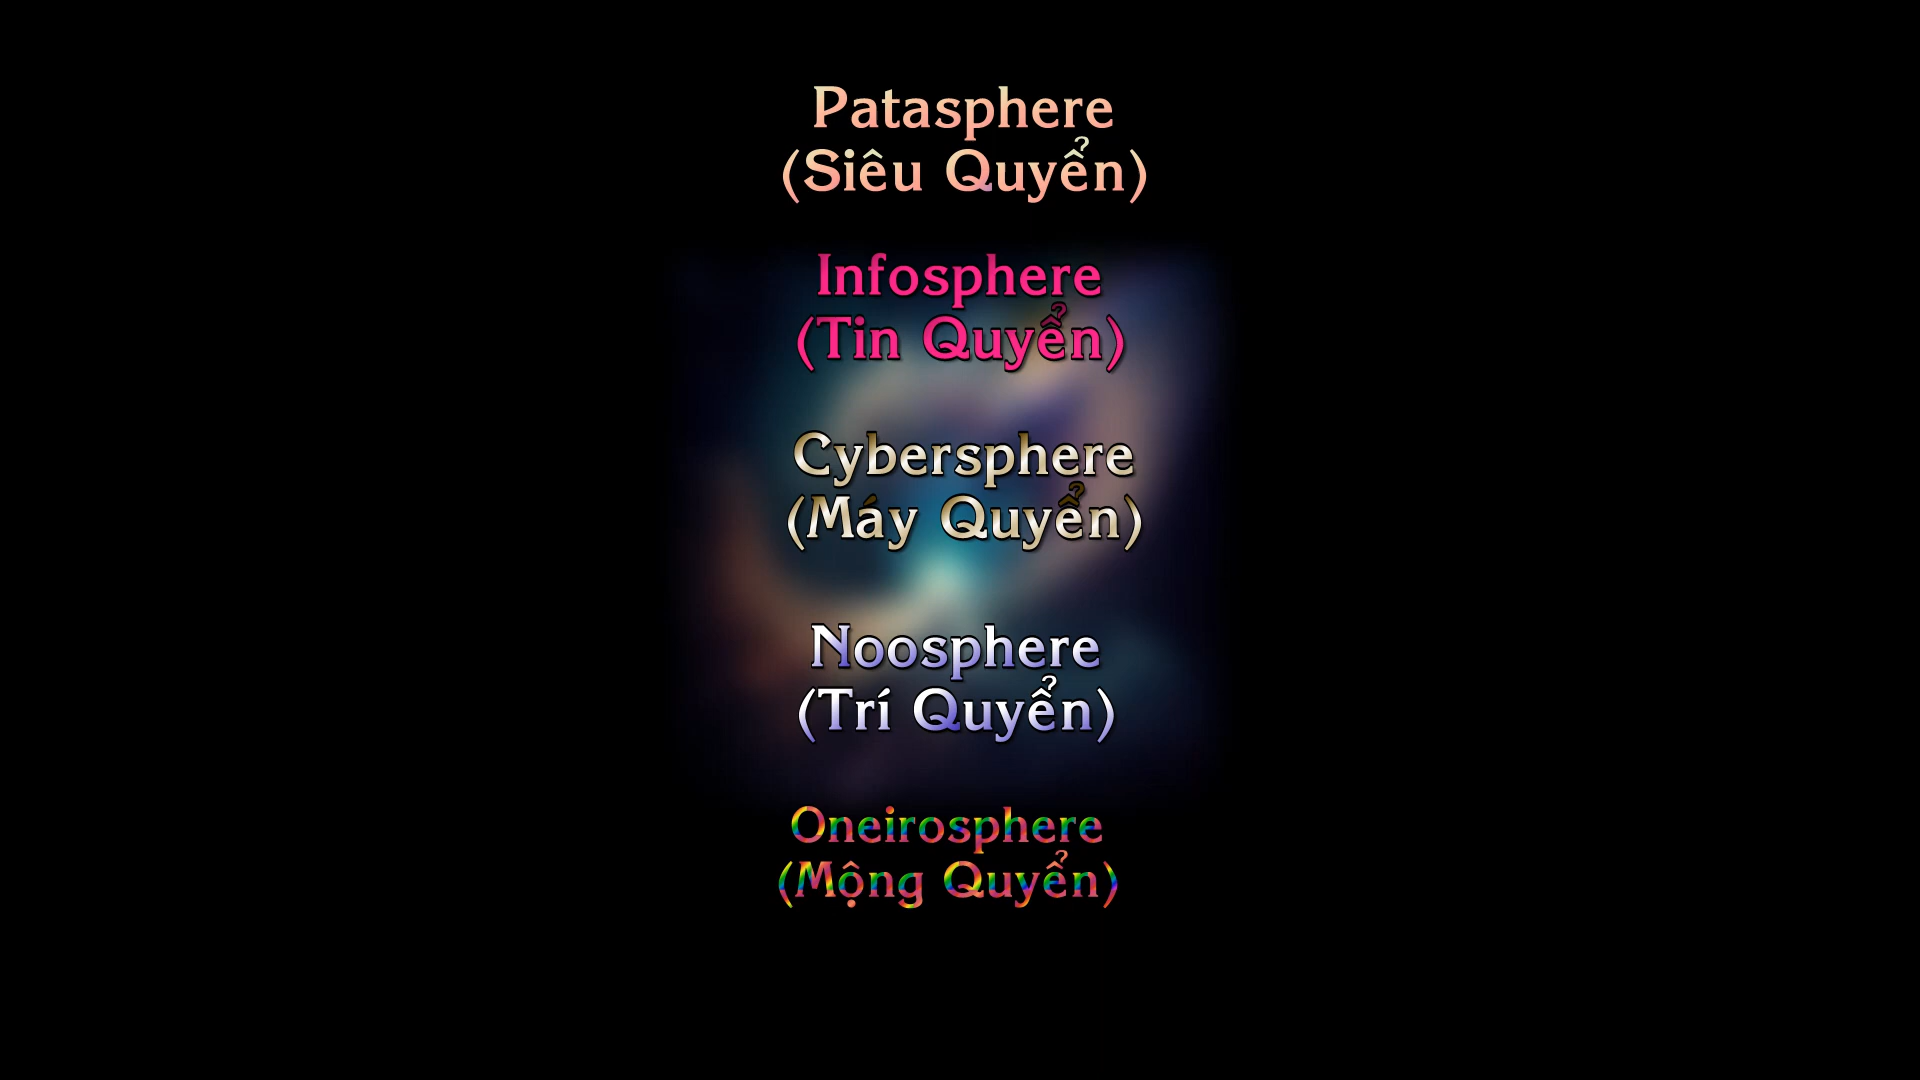 Patasphere
(Siêu Quyển)
Infosphere
(Tin Quyển)
Cybersphere
(Máy Quyển)
Noosphere
(Trí Quyển)
Oneirosphere
(Mộng Quyển)